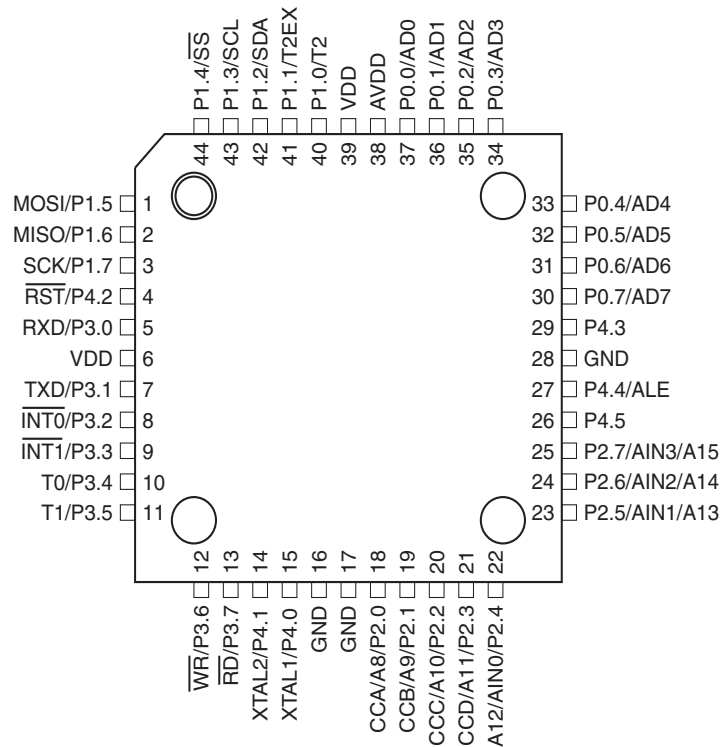 P1.4/S̅S̅
P1.3/SCL
P1.2/SDA
P1.1/T2EX
P1.0/T2
VDD
AVDD
P0.0/AD0
P0.1/AD1
P0.2/AD2
P0.3/AD3
44
43
42
41
40
39
38
37
36
35
34
MOSI/P1.5 1
MISO/P1.6 2
SCK/P1.7 3
R̅S̅T̅/P4.2 4
RXD/P3.0 5
VDD 6
TXD/P3.1 7
I̅N̅T̅0̅/P3.2 8
I̅N̅T̅1̅/P3.3 9
T0/P3.4 10
T1/P3.5 11
33 P0.4/AD4
32 P0.5/AD5
31 P0.6/AD6
30 P0.7/AD7
29 P4.3
28 GND
27 P4.4/ALE
26 P4.5
25 P2.7/AIN3/A15
24 P2.6/AIN2/A14
23 P2.5/AIN1/A13
12
13
14
15
16
17
18
19
20
21
22
W̅R̅/P3.6
R̅D̅/P3.7
XTAL2/P4.1
XTAL1/P4.0
GND
GND
CCA/A8/P2.0
CCB/A9/P2.1
CCC/A10/P2.2
CCD/A11/P2.3
A12/AIN0/P2.4